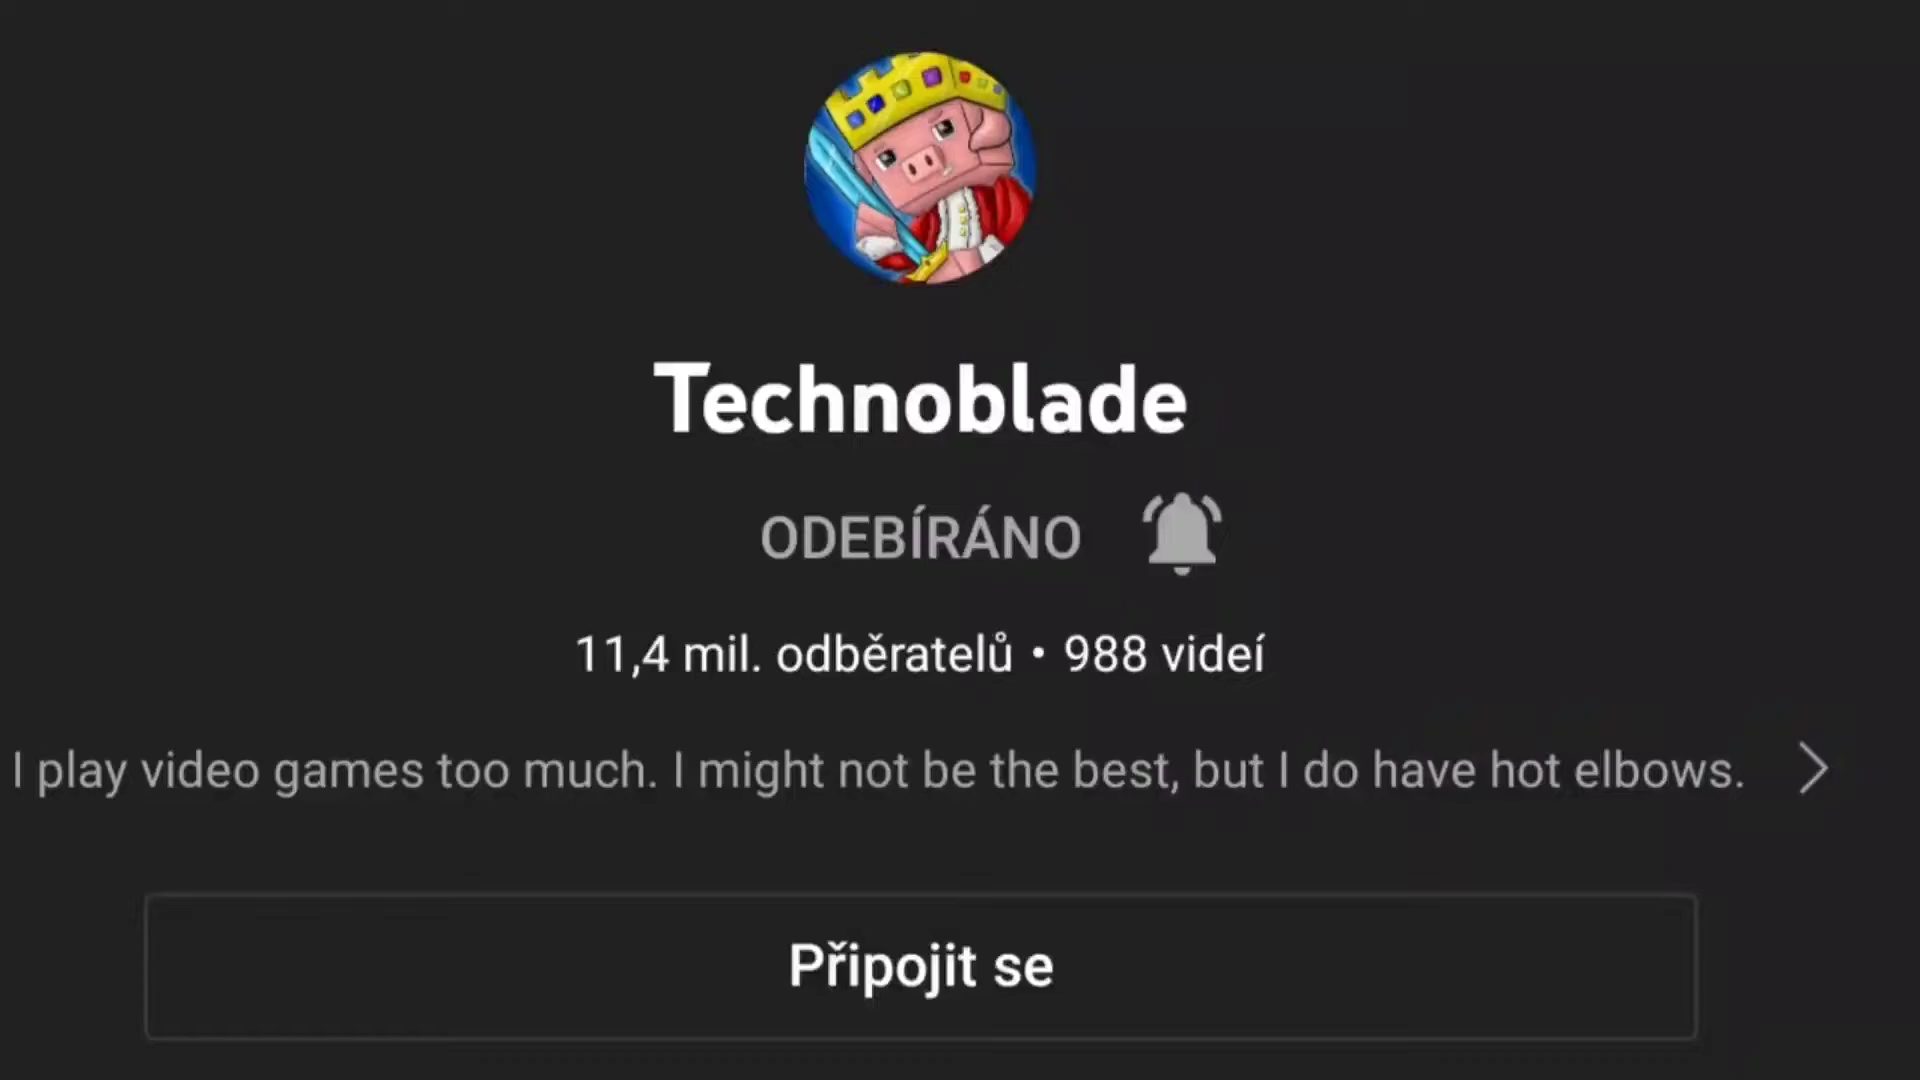 Technoblade
ODEBÍRÁNO
11,4 mil. odběratelů • 988 videí
I play video games too much. I might not be the best, but I do have hot elbows.
Připojit se